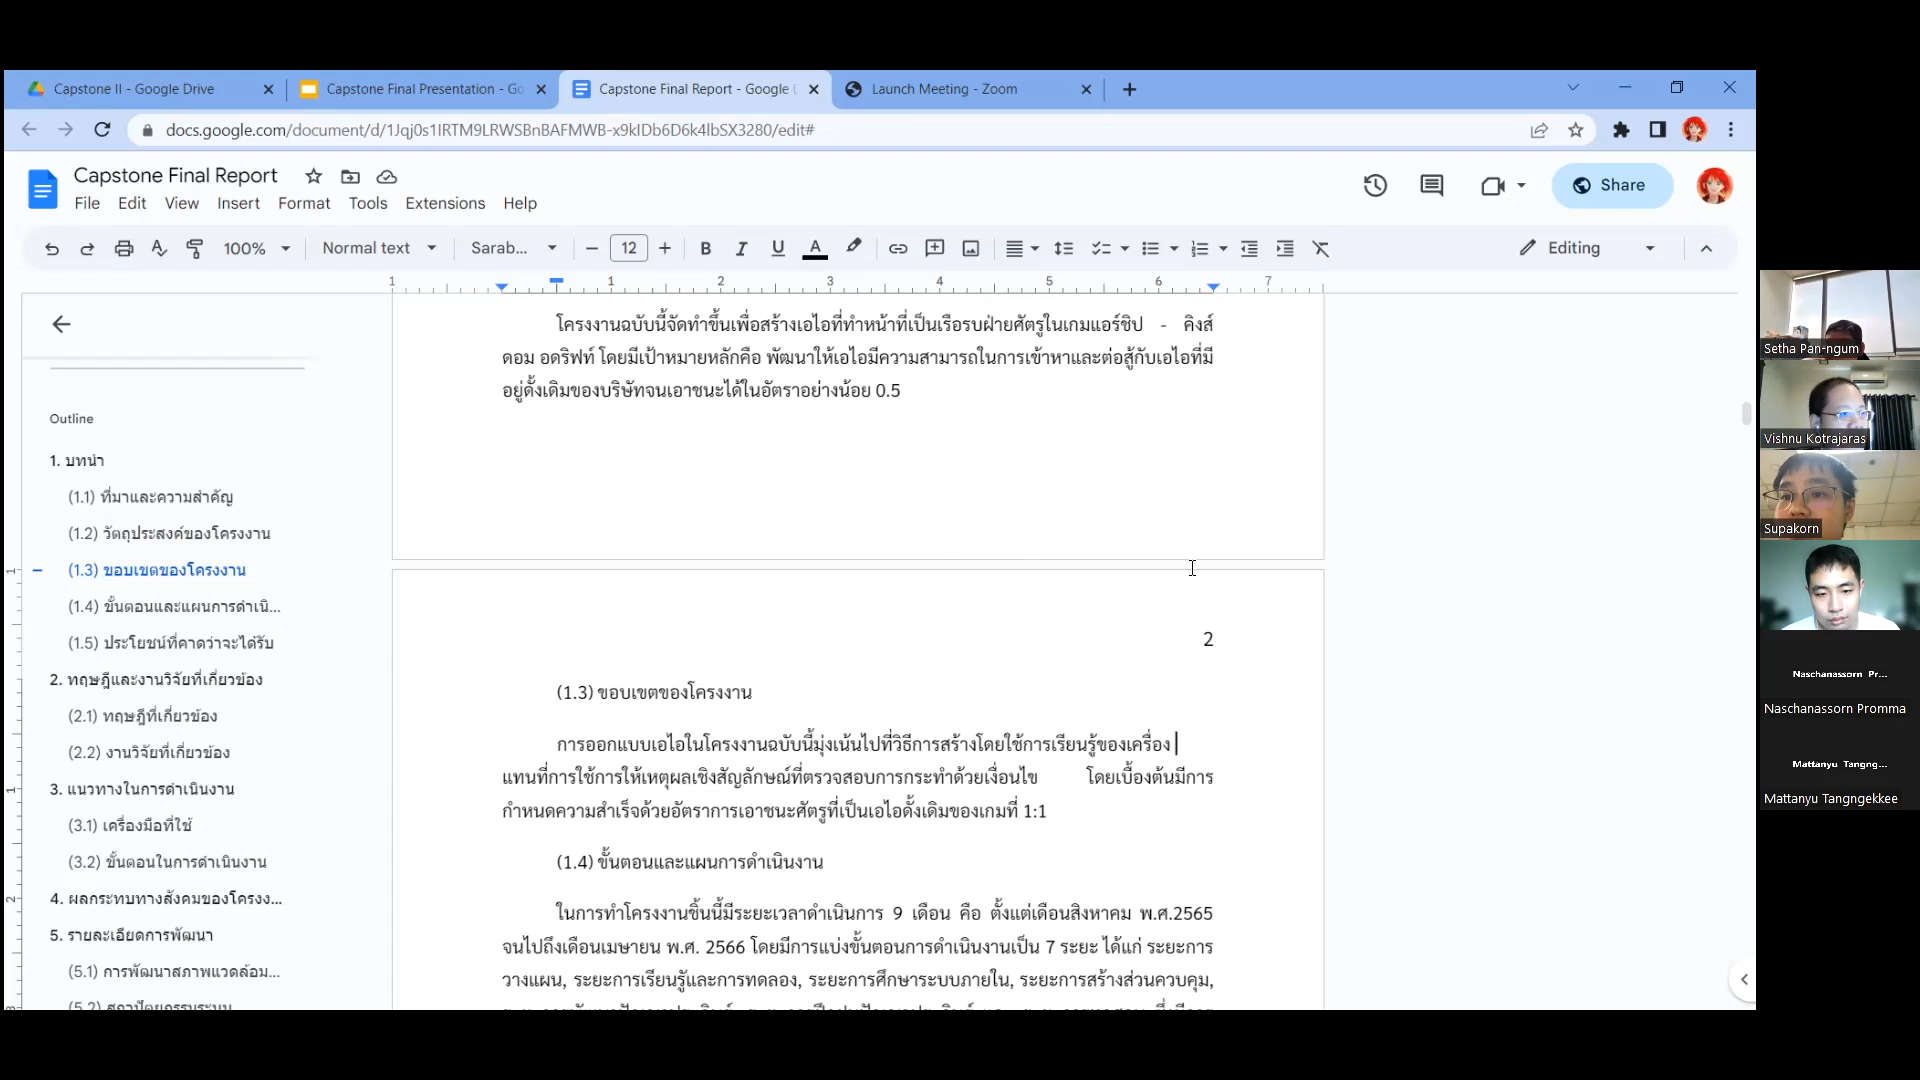 Capstone II - Google Drive
Capstone Final Presentation - Go
Capstone Final Report - Google D
Launch Meeting - Zoom
docs.google.com/document/d/1Jqj0s1lRTM9LRWSBnBAFMWB-x9kIDb6D6k4lbSX3280/edit#
Capstone Final Report
File Edit View Insert Format Tools Extensions Help
Share
100% Normal text Sarab... 12 Editing
1 1 2 3 4 5 6 7
Outline
1. บทนำ
(1.1) ที่มาและความสำคัญ
(1.2) วัตถุประสงค์ของโครงงาน
(1.3) ขอบเขตของโครงงาน
(1.4) ขั้นตอนและแผนการดำเนิ...
(1.5) ประโยชน์ที่คาดว่าจะได้รับ
2. ทฤษฎีและงานวิจัยที่เกี่ยวข้อง
(2.1) ทฤษฎีที่เกี่ยวข้อง
(2.2) งานวิจัยที่เกี่ยวข้อง
3. แนวทางในการดำเนินงาน
(3.1) เครื่องมือที่ใช้
(3.2) ขั้นตอนในการดำเนินงาน
4. ผลกระทบทางสังคมของโครงง...
5. รายละเอียดการพัฒนา
(5.1) การพัฒนาสภาพแวดล้อม...
(5.2) สถาปัตยกรรมระบบ
โครงงานฉบับนี้จัดทำขึ้นเพื่อสร้างเอไอที่ทำหน้าที่เป็นเรือรบฝ่ายศัตรูในเกมแอร์ชิป - คิงส์
ดอม อดริฟท์ โดยมีเป้าหมายหลักคือ พัฒนาให้เอไอมีความสามารถในการเข้าหาและต่อสู้กับเอไอที่มี
อยู่ดั้งเดิมของบริษัทจนเอาชนะได้ในอัตราอย่างน้อย 0.5
2
(1.3) ขอบเขตของโครงงาน
การออกแบบเอไอในโครงงานฉบับนี้มุ่งเน้นไปที่วิธีการสร้างโดยใช้การเรียนรู้ของเครื่อง
แทนที่การใช้การให้เหตุผลเชิงสัญลักษณ์ที่ตรวจสอบการกระทำด้วยเงื่อนไข โดยเบื้องต้นมีการ
กำหนดความสำเร็จด้วยอัตราการเอาชนะศัตรูที่เป็นเอไอดั้งเดิมของเกมที่ 1:1
(1.4) ขั้นตอนและแผนการดำเนินงาน
ในการทำโครงงานชิ้นนี้มีระยะเวลาดำเนินการ 9 เดือน คือ ตั้งแต่เดือนสิงหาคม พ.ศ.2565
จนไปถึงเดือนเมษายน พ.ศ. 2566 โดยมีการแบ่งขั้นตอนการดำเนินงานเป็น 7 ระยะ ได้แก่ ระยะการ
วางแผน, ระยะการเรียนรู้และการทดลอง, ระยะการศึกษาระบบภายใน, ระยะการสร้างส่วนควบคุม,
Setha Pan-ngum
Vishnu Kotrajaras
Supakorn
Naschanassorn Pr...
Naschanassorn Promma
Mattanyu Tangng...
Mattanyu Tangngekkee